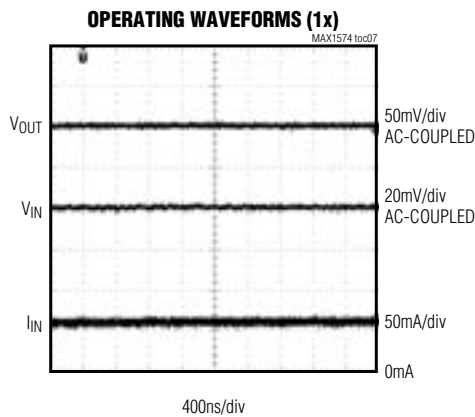 OPERATING WAVEFORMS (1x)
MAX1574 toc07
VOUT
50mV/div
AC-COUPLED
VIN
20mV/div
AC-COUPLED
IIN
50mA/div
0mA
400ns/div